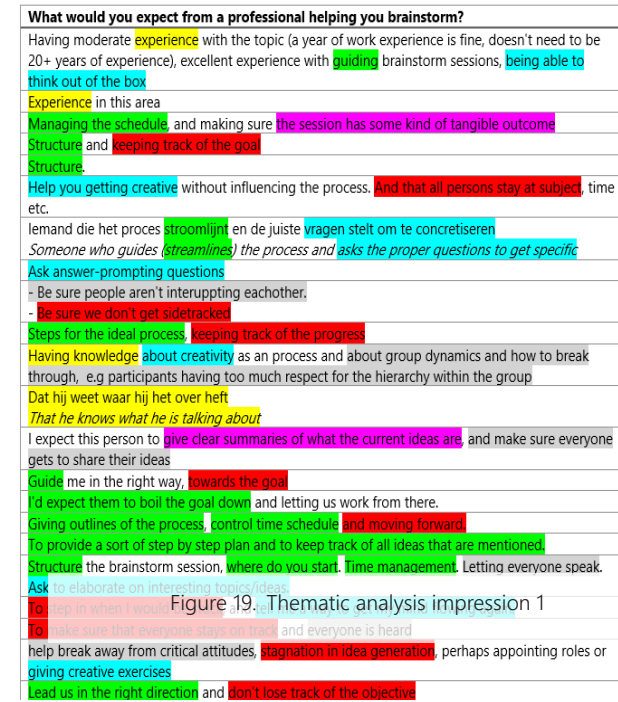 What would you expect from a professional helping you brainstorm?
Having moderate experience with the topic (a year of work experience is fine, doesn't need to be
20+ years of experience), excellent experience with guiding brainstorm sessions, being able to
think out of the box
Experience in this area
Managing the schedule, and making sure the session has some kind of tangible outcome
Structure and keeping track of the goal
Structure.
Help you getting creative without influencing the process. And that all persons stay at subject, time
etc.
Iemand die het proces stroomlijnt en de juiste vragen stelt om te concretiseren
Someone who guides (streamlines) the process and asks the proper questions to get specific
Ask answer-prompting questions
- Be sure people aren't interuppting eachother.
- Be sure we don't get sidetracked
Steps for the ideal process, keeping track of the progress
Having knowledge about creativity as an process and about group dynamics and how to break
through, e.g participants having too much respect for the hierarchy within the group
Dat hij weet waar hij het over heft
That he knows what he is talking about
I expect this person to give clear summaries of what the current ideas are, and make sure everyone
gets to share their ideas
Guide me in the right way, towards the goal
I'd expect them to boil the goal down and letting us work from there.
Giving outlines of the process, control time schedule and moving forward.
To provide a sort of step by step plan and to keep track of all ideas that are mentioned.
Structure the brainstorm session, where do you start. Time management. Letting everyone speak.
Ask to elaborate on interesting topics/ideas.
To step in when I would
Figure 19. Thematic analysis impression 1
To make sure that everyone stays on track and everyone is heard
help break away from critical attitudes, stagnation in idea generation, perhaps appointing roles or
giving creative exercises
Lead us in the right direction and don't lose track of the objective